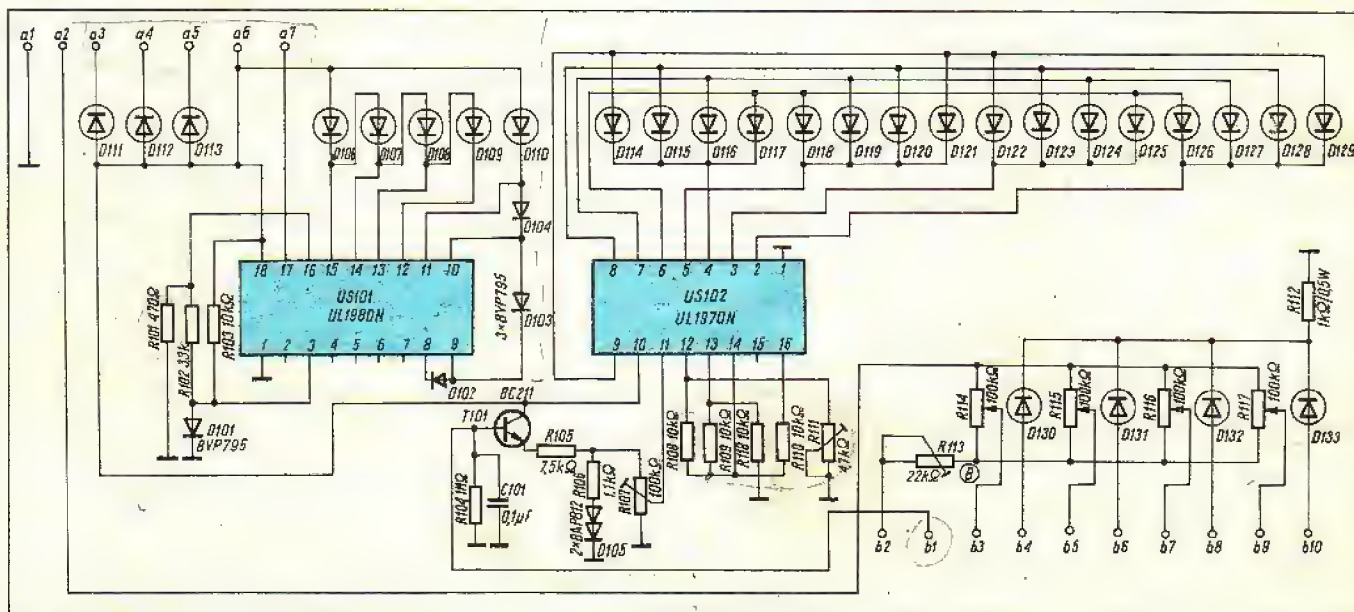 a1 a2 a3 a4 a5 a6 a7
D111 D112 D113 D106 D107 D108 D109 D110
D114 D115 D116 D117 D118 D119 D120 D121 D122 D123 D124 D125 D126 D127 D128 D129
D104
18 17 16 15 14 13 12 11 10
US101
UL1980N
1 2 3 4 5 6 7 8 9
8 7 6 5 4 3 2 1
US102
UL1970N
9 10 11 12 13 14 15 16
R101 470Ω
R102 3,3k
R103 10kΩ
3×BYP795
D103
D102
D101
BYP795
BC211
T101
R105
7,5kΩ
R104 1MΩ
C101
0,1µF
R106
1,1kΩ
2×BAP812
D105
R107
100kΩ
R108 10kΩ
R109 10kΩ
R118 10kΩ
R110 10kΩ
R111
4,7kΩ
R112
1kΩ/0,5W
R114 100kΩ
D130
R115 100kΩ
D131
R116 100kΩ
D132
R117 100kΩ
D133
R113
22kΩ
B
b2 b1 b3 b4 b5 b6 b7 b8 b9 b10